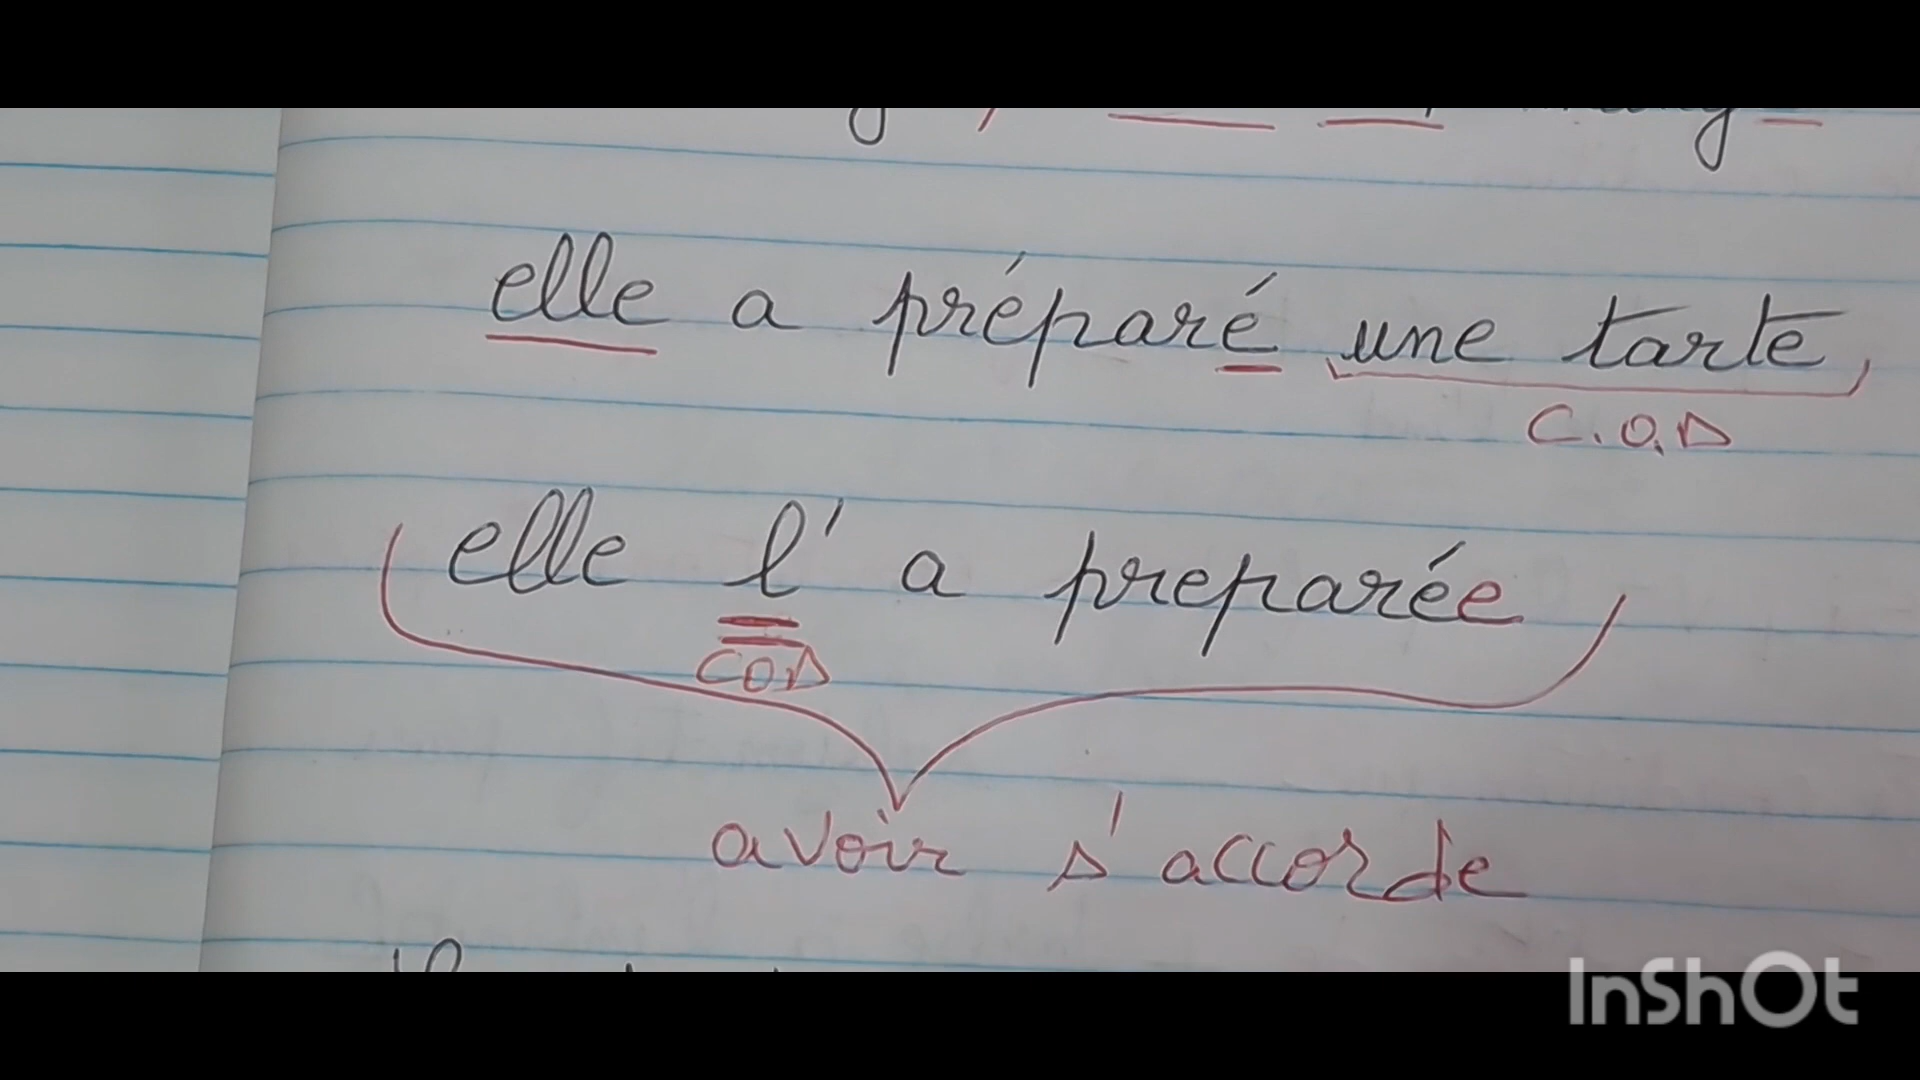 elle a préparé une tarte,
C.O.D
elle l' a preparée
COD
avoir s'accorde
InShOt